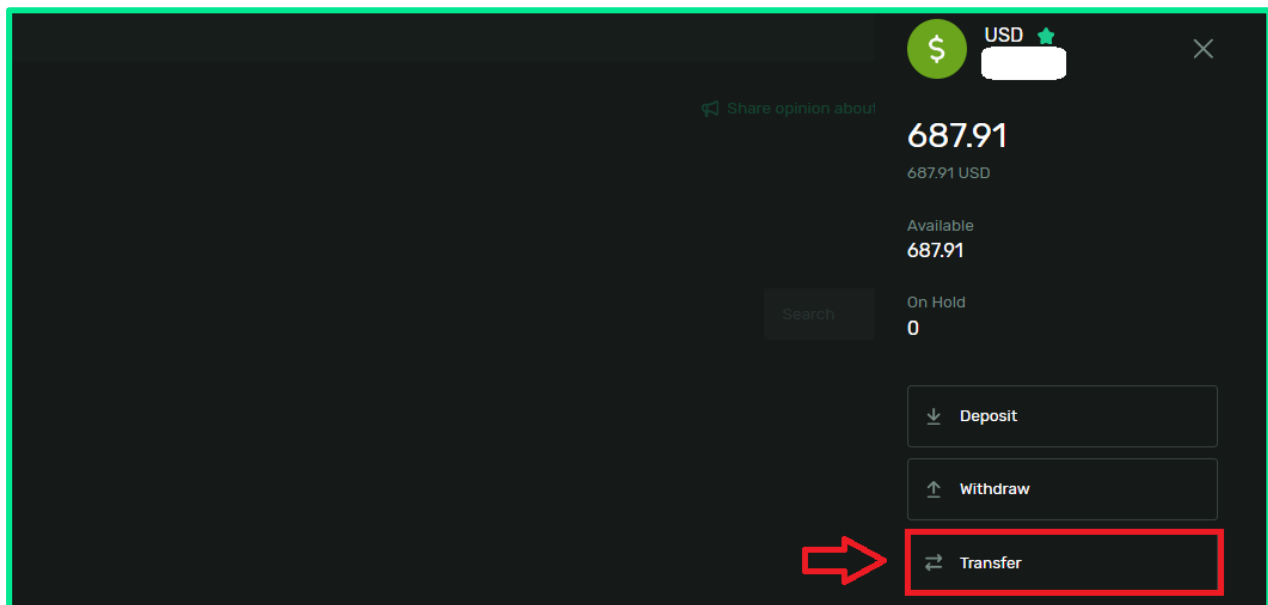 USD
Share opinion about
687.91
687.91 USD
Available
687.91
Search
On Hold
0
Deposit
Withdraw
Transfer